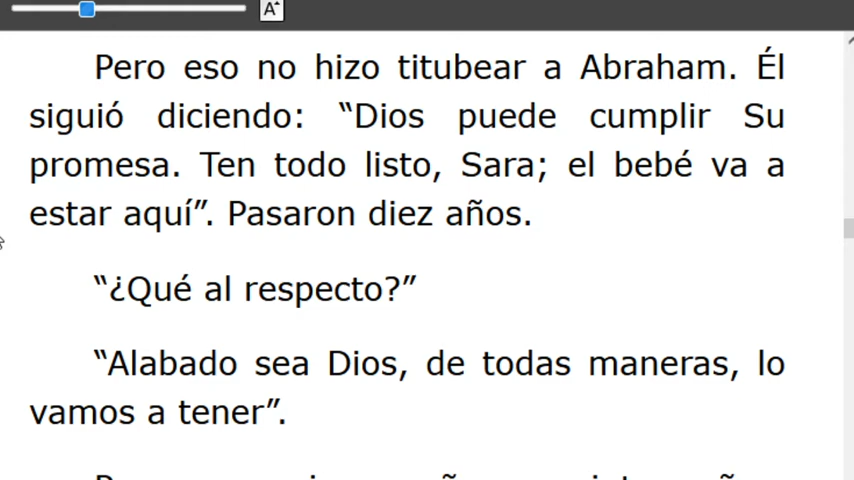 A
Pero eso no hizo titubear a Abraham. Él
siguió diciendo: “Dios puede cumplir Su
promesa. Ten todo listo, Sara; el bebé va a
estar aquí”. Pasaron diez años.
“¿Qué al respecto?”
“Alabado sea Dios, de todas maneras, lo
vamos a tener”.